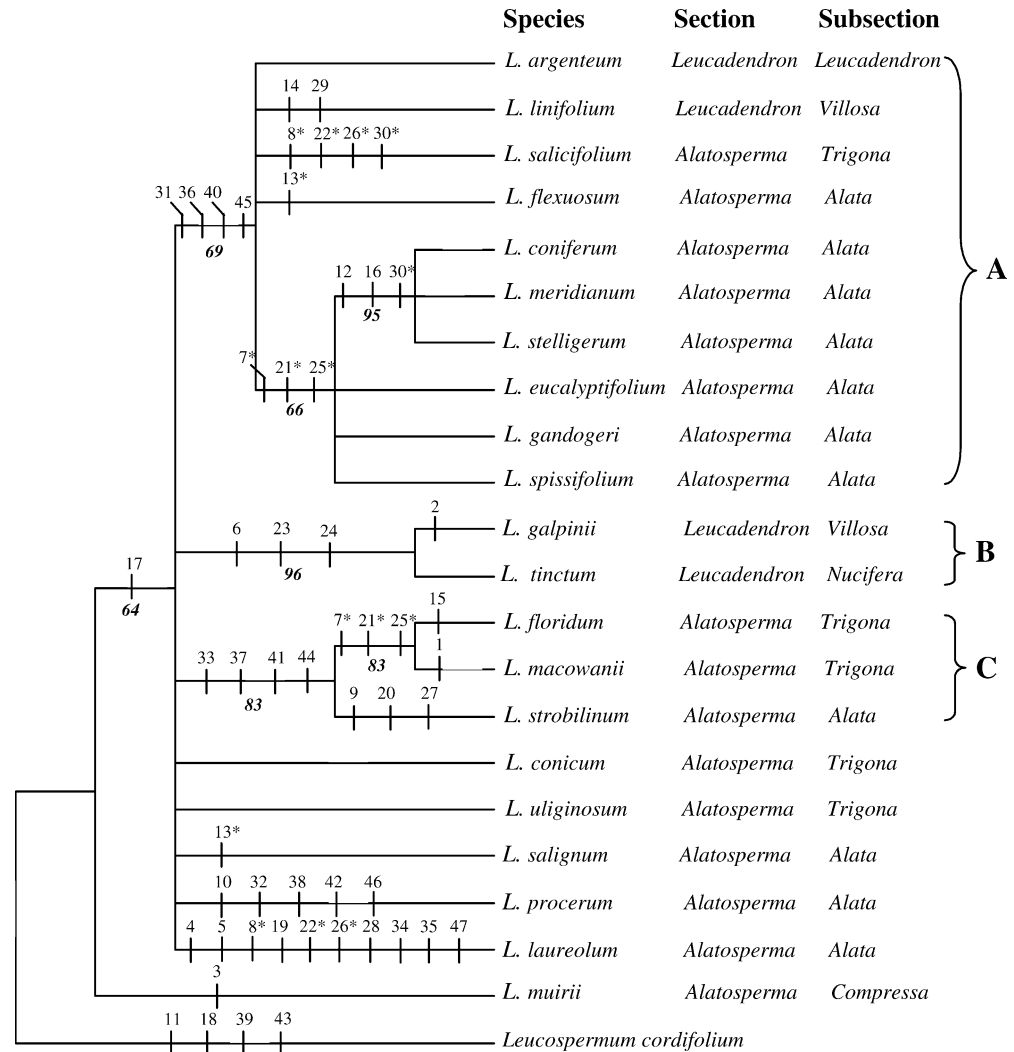 Species Section Subsection
L. argenteum Leucadendron Leucadendron
14 29
L. linifolium Leucadendron Villosa
8* 22* 26* 30*
L. salicifolium Alatosperma Trigona
13*
31 36 40 45
L. flexuosum Alatosperma Alata
69
L. coniferum Alatosperma Alata
12 16 30*
A
L. meridianum Alatosperma Alata
95
L. stelligerum Alatosperma Alata
7* 21* 25*
L. eucalyptifolium Alatosperma Alata
66
L. gandogeri Alatosperma Alata
L. spissifolium Alatosperma Alata
2
6 23 24
L. galpinii Leucadendron Villosa
B
96
L. tinctum Leucadendron Nucifera
17
64
15
7* 21* 25*
L. floridum Alatosperma Trigona
1
33 37 41 44
83
L. macowanii Alatosperma Trigona
C
9 20 27
83
L. strobilinum Alatosperma Alata
L. conicum Alatosperma Trigona
L. uliginosum Alatosperma Trigona
13*
L. salignum Alatosperma Alata
10 32 38 42 46
L. procerum Alatosperma Alata
4 5 8* 19 22* 26* 28 34 35 47
L. laureolum Alatosperma Alata
3
L. muirii Alatosperma Compressa
11 18 39 43
Leucospermum cordifolium